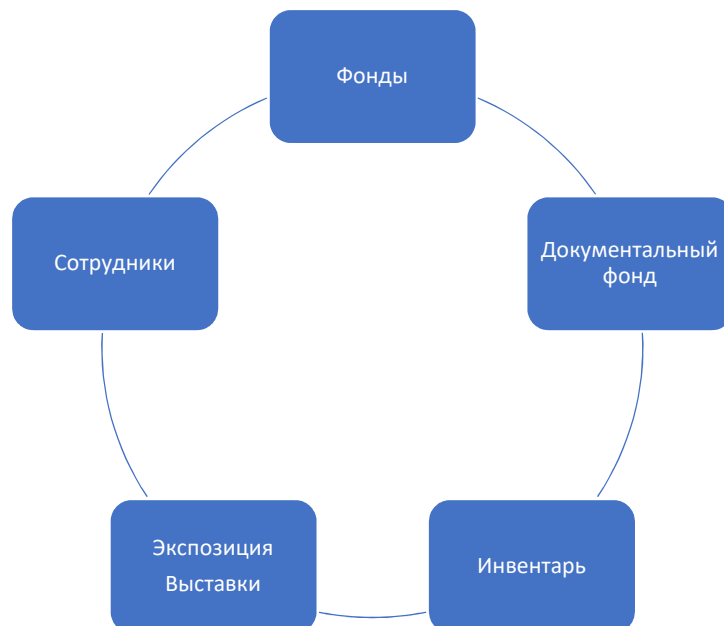 Фонды
Документальный
фонд
Сотрудники
Экспозиция
Выставки
Инвентарь